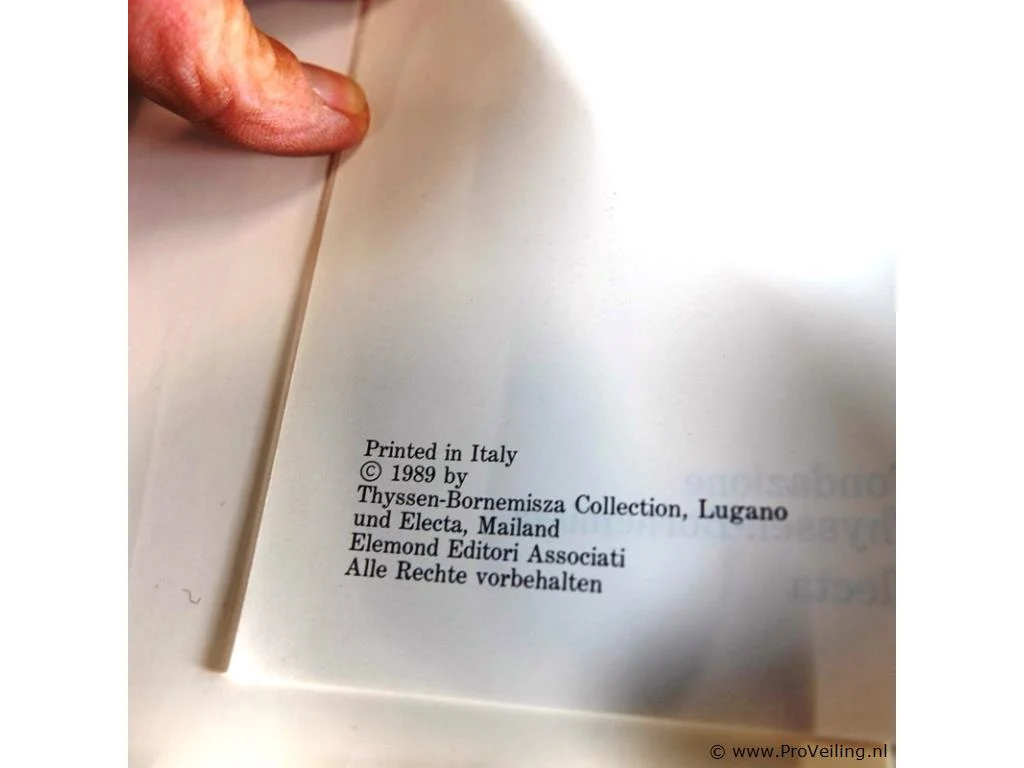 Printed in Italy
© 1989 by
Thyssen-Bornemisza Collection, Lugano
und Electa, Mailand
Elemond Editori Associati
Alle Rechte vorbehalten
© www.ProVeiling.nl